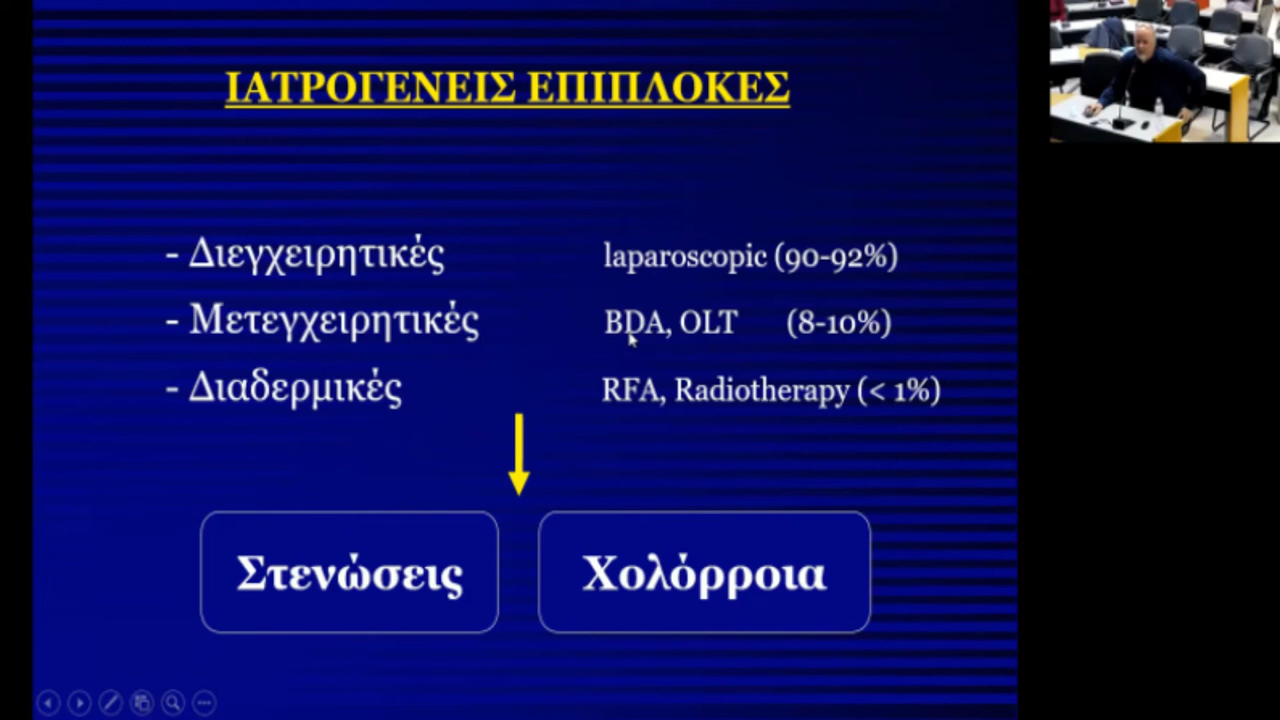 ΙΑΤΡΟΓΕΝΕΙΣ ΕΠΙΠΛΟΚΕΣ
- Διεγχειρητικές laparoscopic (90-92%)
- Μετεγχειρητικές BDA, OLT (8-10%)
- Διαδερμικές RFA, Radiotherapy (< 1%)
Στενώσεις Χολόρροια